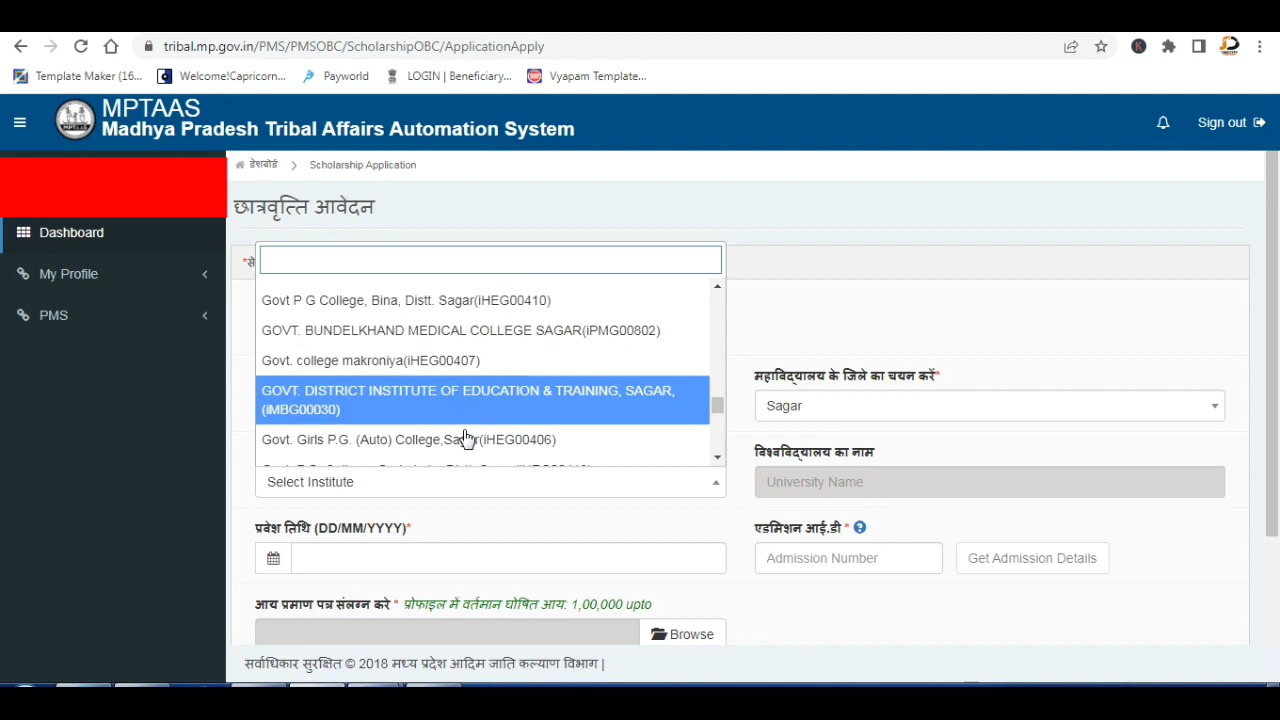 tribal.mp.gov.in/PMS/PMSOBC/ScholarshipOBC/ApplicationApply
Template Maker (16... Welcome!Capricorn... Payworld LOGIN | Beneficiary... Vyapam Template...
MPTAAS
Madhya Pradesh Tribal Affairs Automation System
Sign out
डेशबोर्ड Scholarship Application
छात्रवृत्ति आवेदन
Dashboard
My Profile
PMS
Govt P G College, Bina, Distt. Sagar(iHEG00410)
GOVT. BUNDELKHAND MEDICAL COLLEGE SAGAR(iPMG00802)
Govt. college makroniya(iHEG00407)
GOVT. DISTRICT INSTITUTE OF EDUCATION & TRAINING, SAGAR,
(iMBG00030)
Govt. Girls P.G. (Auto) College,Sagar(iHEG00406)
Select Institute
महाविद्यालय के जिले का चयन करें*
Sagar
विश्वविद्यालय का नाम
University Name
प्रवेश तिथि (DD/MM/YYYY)*
एडमिशन आई.डी *
Admission Number Get Admission Details
आय प्रमाण पत्र संलग्न करे * प्रोफाइल में वर्तमान घोषित आय: 1,00,000 upto
Browse
सर्वाधिकार सुरक्षित © 2018 मध्य प्रदेश आदिम जाति कल्याण विभाग |